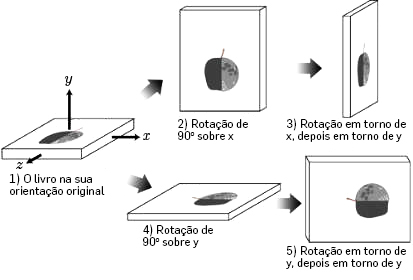 y
x
z
1) O livro na sua
orientação original
2) Rotação de
90º sobre x
3) Rotação em torno de
x, depois em torno de y
4) Rotação de
90º sobre y
5) Rotação em torno de
y, depois em torno de y